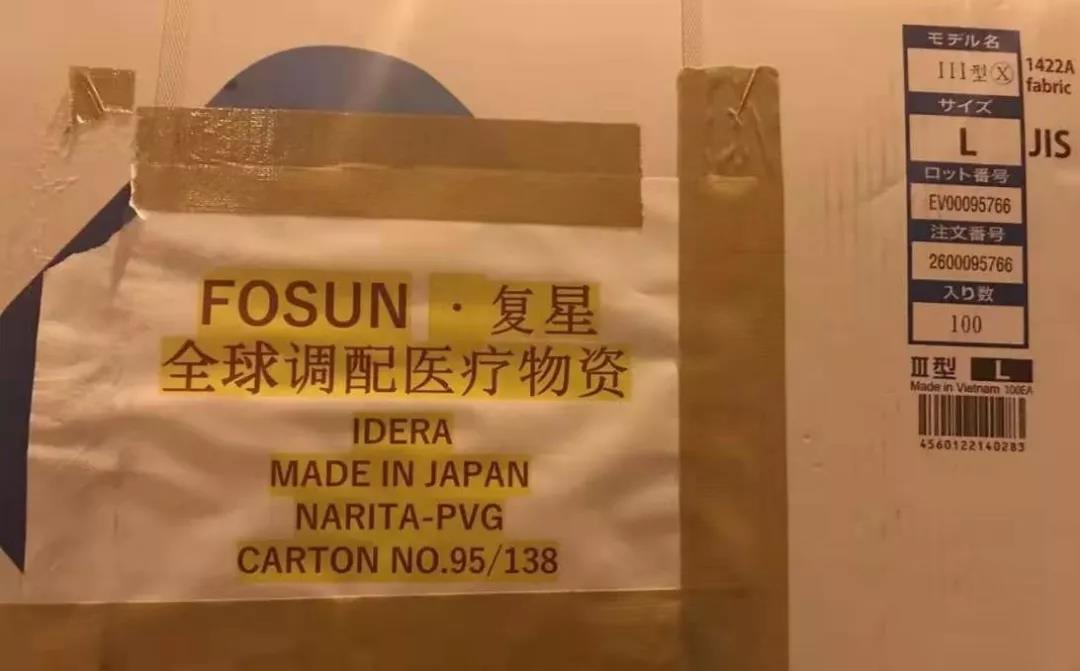 FOSUN · 复星
全球调配医疗物资
IDERA
MADE IN JAPAN
NARITA-PVG
CARTON NO.95/138
モデル名
III型Ⓧ
1422A
fabric
サイズ
L
JIS
ロット番号
EV00095766
注文番号
2600095766
入り数
100
Ⅲ型 L
Made in Vietnam 100EA
4560122140283